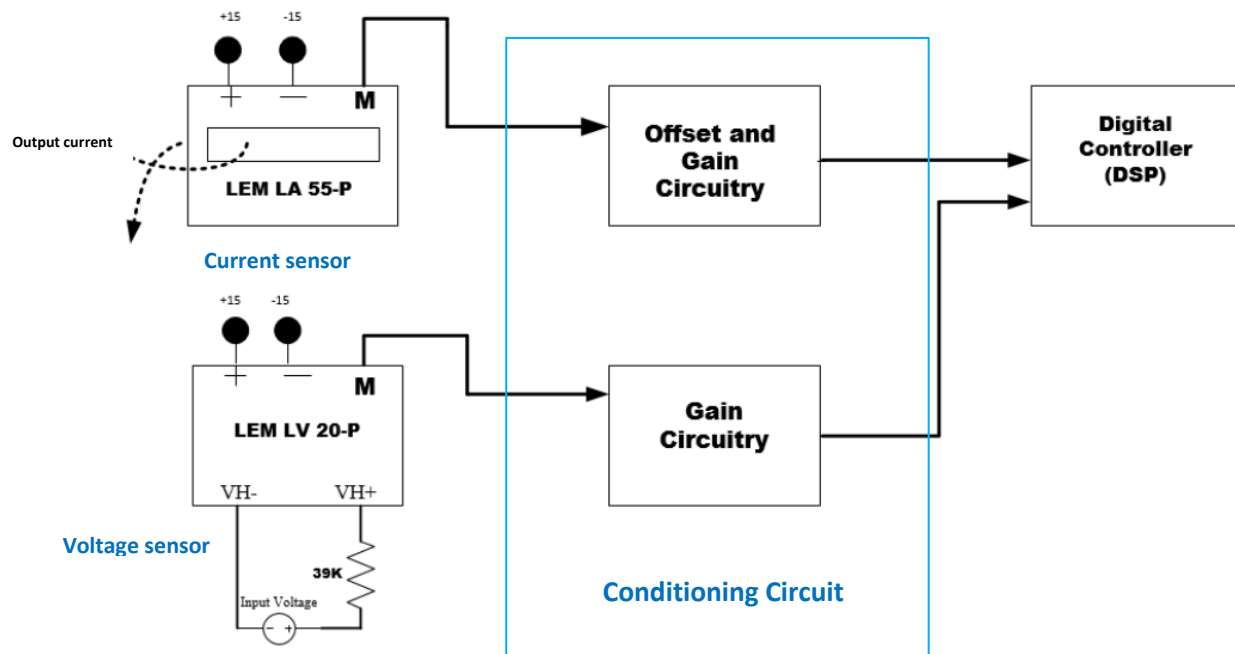 +15
-15
+
—
M
Output current
LEM LA 55-P
Current sensor
Offset and
Gain
Circuitry
Digital
Controller
(DSP)
+15
-15
+
—
M
LEM LV 20-P
VH-
VH+
Gain
Circuitry
Voltage sensor
39K
Input Voltage
-
+
Conditioning Circuit